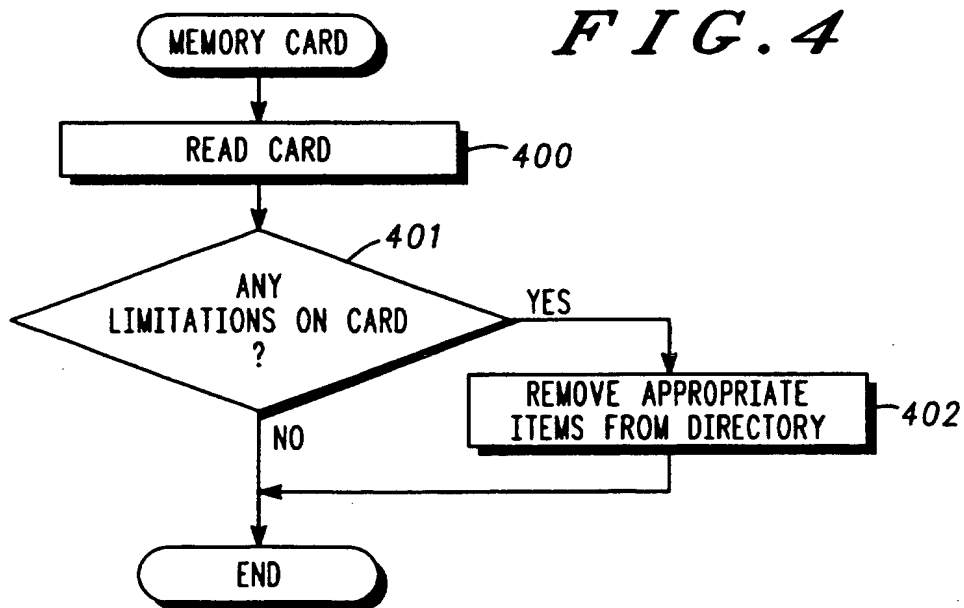 FIG.4
MEMORY CARD
READ CARD
400
401
ANY
LIMITATIONS ON CARD
?
YES
REMOVE APPROPRIATE
ITEMS FROM DIRECTORY
402
NO
END